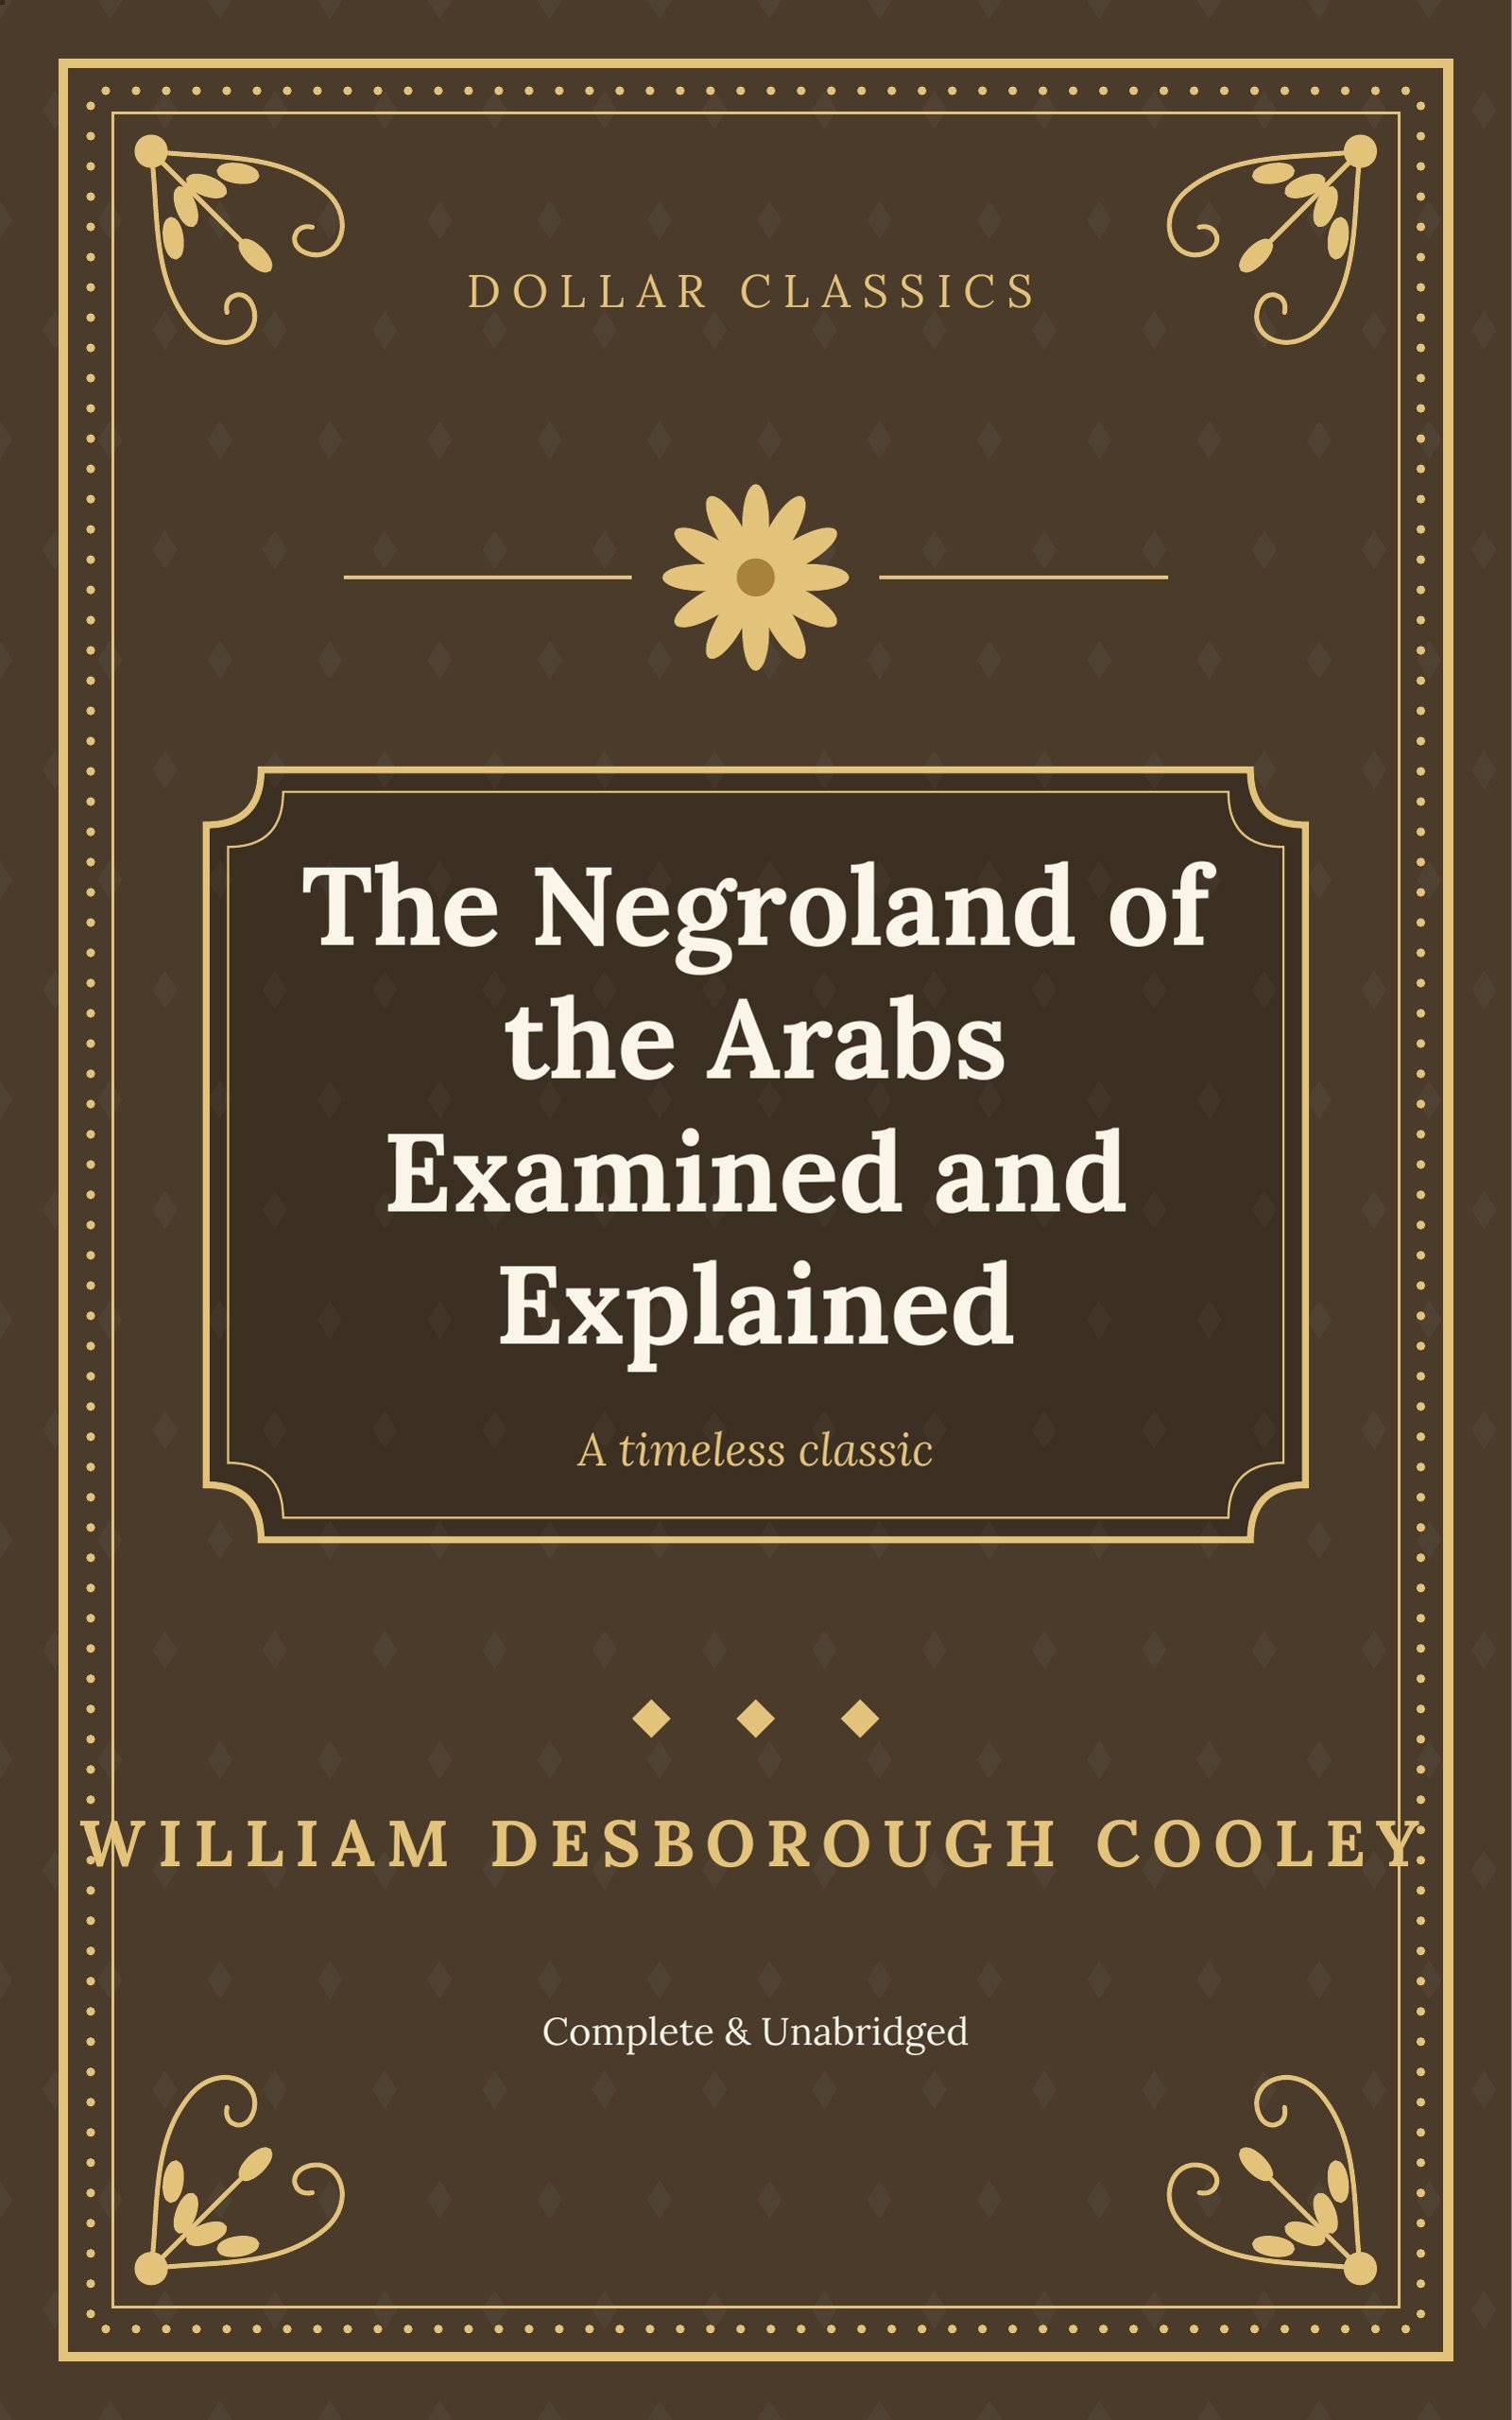 DOLLAR CLASSICS
The Negroland of
the Arabs
Examined and
Explained
A timeless classic
WILLIAM DESBOROUGH COOLEY
Complete & Unabridged